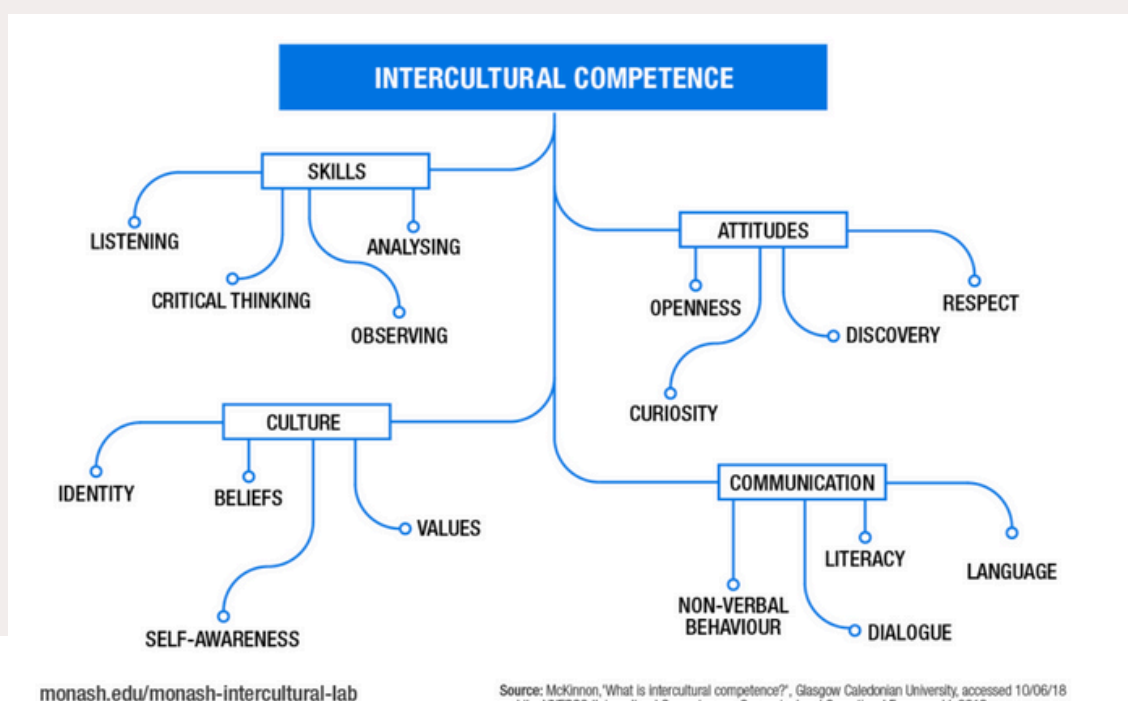 INTERCULTURAL COMPETENCE
SKILLS
LISTENING
CRITICAL THINKING
OBSERVING
ANALYSING
ATTITUDES
OPENNESS
CURIOSITY
DISCOVERY
RESPECT
CULTURE
IDENTITY
BELIEFS
SELF-AWARENESS
VALUES
COMMUNICATION
NON-VERBAL
BEHAVIOUR
DIALOGUE
LITERACY
LANGUAGE
monash.edu/monash-intercultural-lab
Source: McKinnon,'What is intercultural competence?', Glasgow Caledonian University, accessed 10/06/18